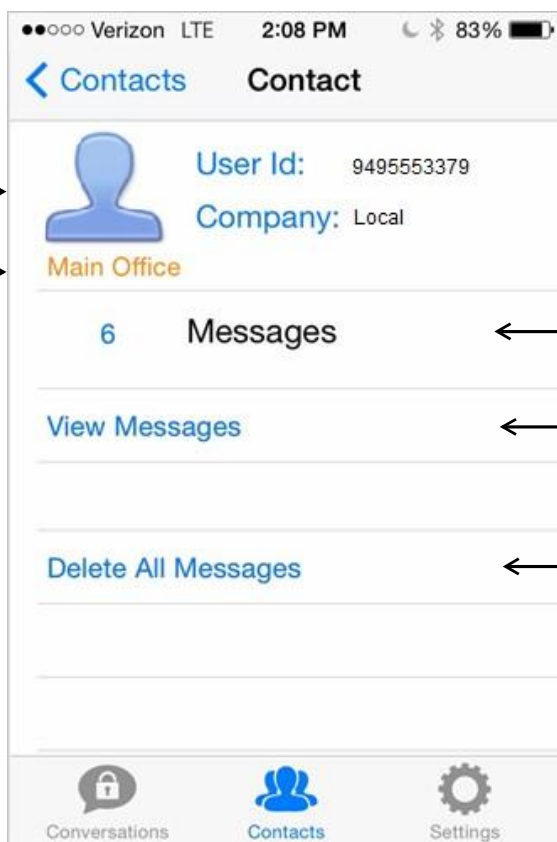 ●●○○○ Verizon LTE 2:08 PM 83%
Contacts Contact
User Id: 9495553379
Company: Local
Main Office
6 Messages
View Messages
Delete All Messages
Conversations Contacts Settings